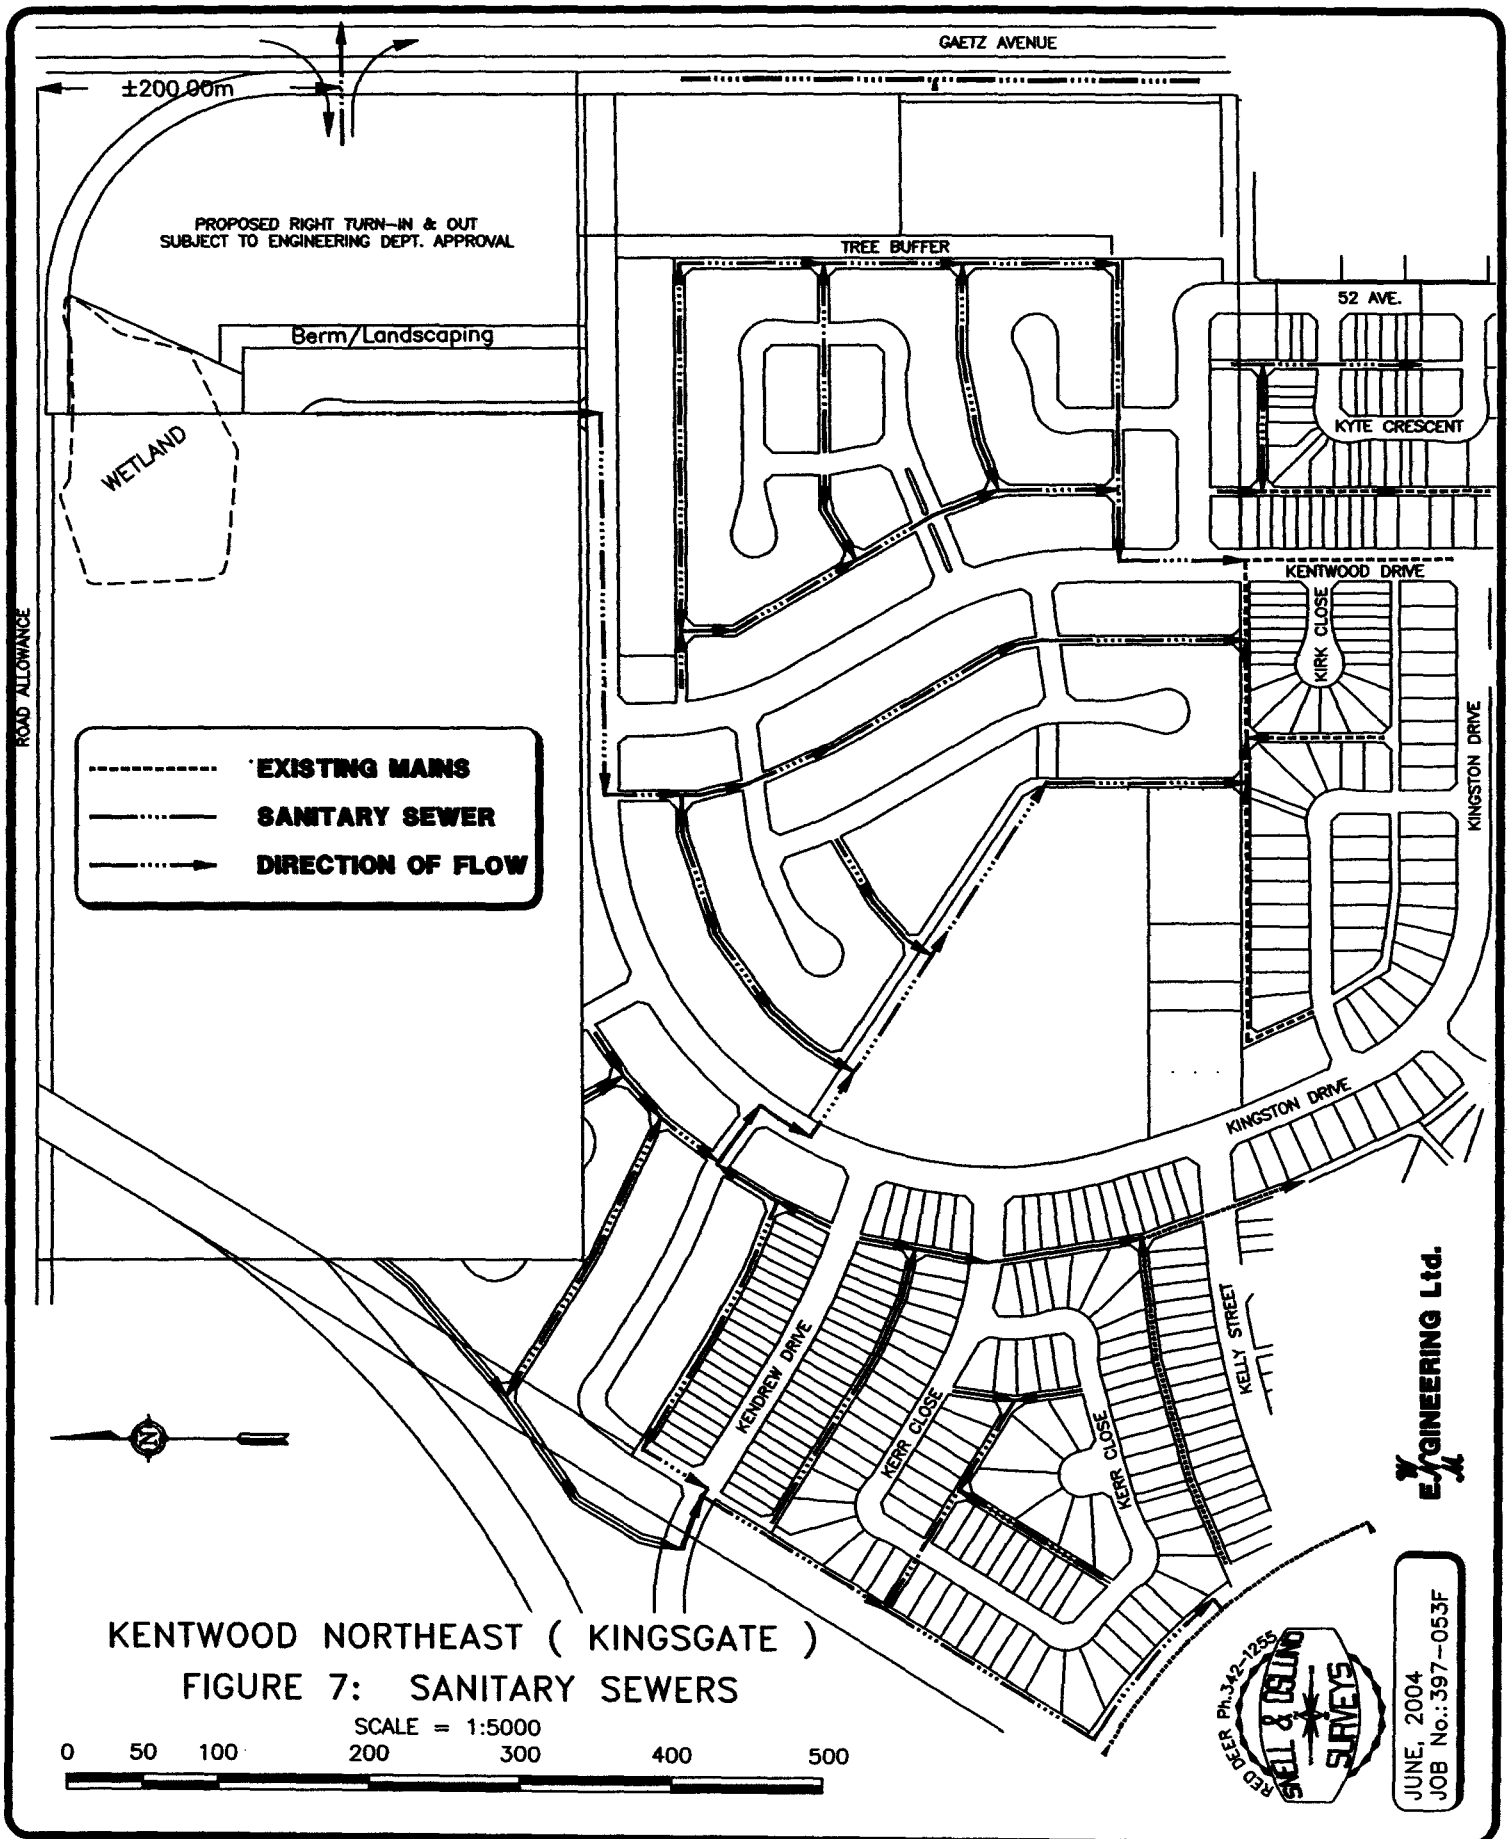 GAETZ AVENUE
±200.00m
PROPOSED RIGHT TURN-IN & OUT
SUBJECT TO ENGINEERING DEPT. APPROVAL
TREE BUFFER
52 AVE.
Berm/Landscaping
KYTE CRESCENT
WETLAND
KENTWOOD DRIVE
KIRK CLOSE
ROAD ALLOWANCE
KINGSTON DRIVE
EXISTING MAINS
SANITARY SEWER
DIRECTION OF FLOW
KINGSTON DRIVE
KELLY STREET
KENDREW DRIVE
KERR CLOSE
KERR CLOSE
N
ENGINEERING Ltd.
KENTWOOD NORTHEAST ( KINGSGATE )
FIGURE 7: SANITARY SEWERS
SCALE = 1:5000
0 50 100 200 300 400 500
RED DEER Ph.342-1255
SNELL & OSLUND
SURVEYS
JUNE, 2004
JOB No.:397-053F